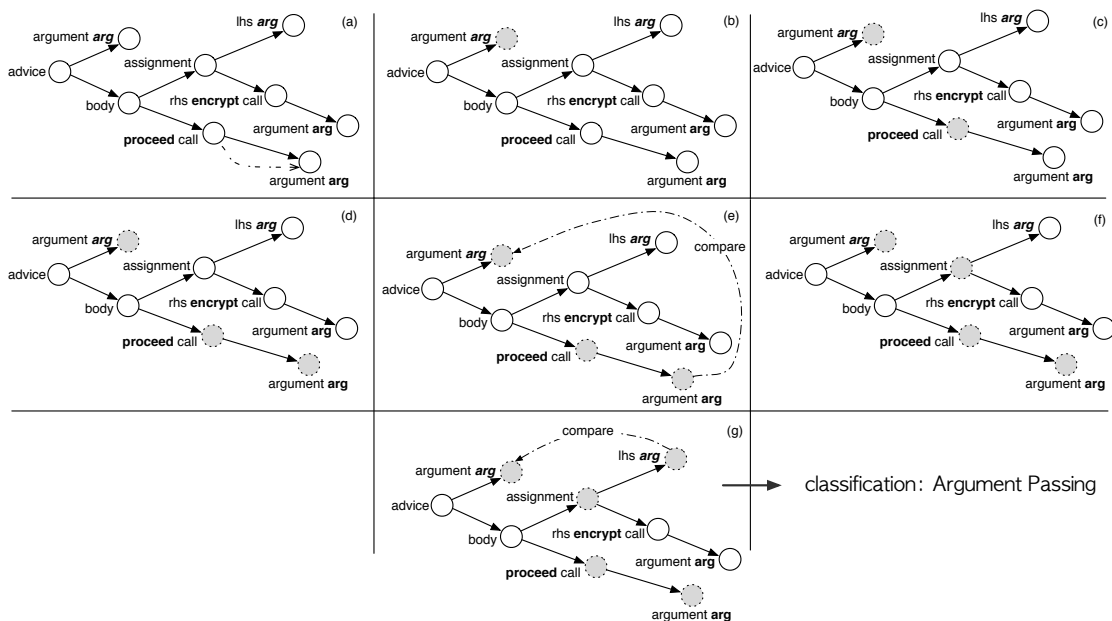 (a)
lhs arg
argument arg
assignment
advice
rhs encrypt call
body
argument arg
proceed call
argument arg
(b)
lhs arg
argument arg
assignment
advice
rhs encrypt call
body
argument arg
proceed call
argument arg
(c)
lhs arg
argument arg
assignment
advice
rhs encrypt call
body
argument arg
proceed call
argument arg
(d)
lhs arg
argument arg
assignment
advice
rhs encrypt call
body
argument arg
proceed call
argument arg
(e)
lhs arg
compare
argument arg
assignment
advice
rhs encrypt call
body
argument arg
proceed call
argument arg
(f)
lhs arg
argument arg
assignment
advice
rhs encrypt call
body
argument arg
proceed call
argument arg
(g)
compare
lhs arg
argument arg
assignment
advice
rhs encrypt call
body
argument arg
proceed call
argument arg
classification: Argument Passing